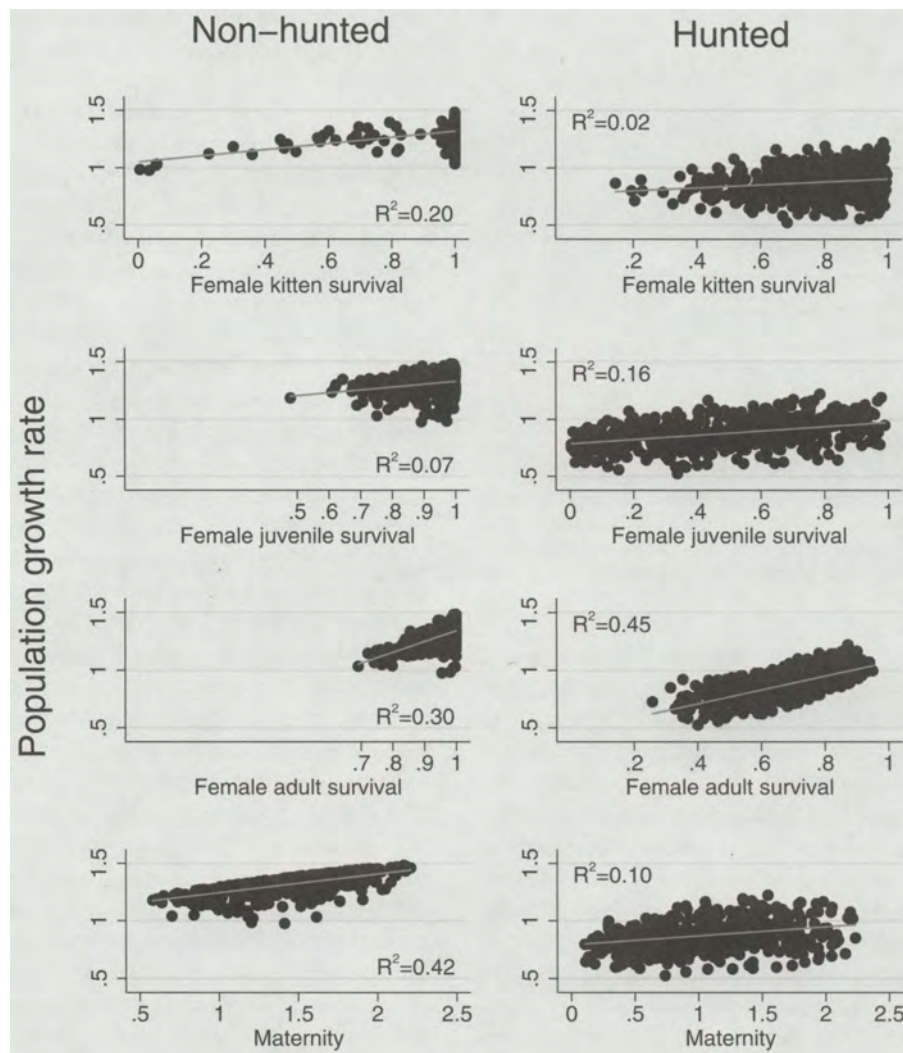 Non-hunted Hunted
Population growth rate
1.5
1
.5
R²=0.20
0 .2 .4 .6 .8 1
Female kitten survival
1.5
1
.5
R²=0.02
.2 .4 .6 .8 1
Female kitten survival
1.5
1
.5
R²=0.07
.5 .6 .7 .8 .9 1
Female juvenile survival
1.5
1
.5
R²=0.16
0 .2 .4 .6 .8 1
Female juvenile survival
1.5
1
.5
R²=0.30
.7 .8 .9 1
Female adult survival
1.5
1
.5
R²=0.45
.2 .4 .6 .8 1
Female adult survival
1.5
1
.5
R²=0.42
.5 1 1.5 2 2.5
Maternity
1.5
1
.5
R²=0.10
0 .5 1 1.5 2 2.5
Maternity